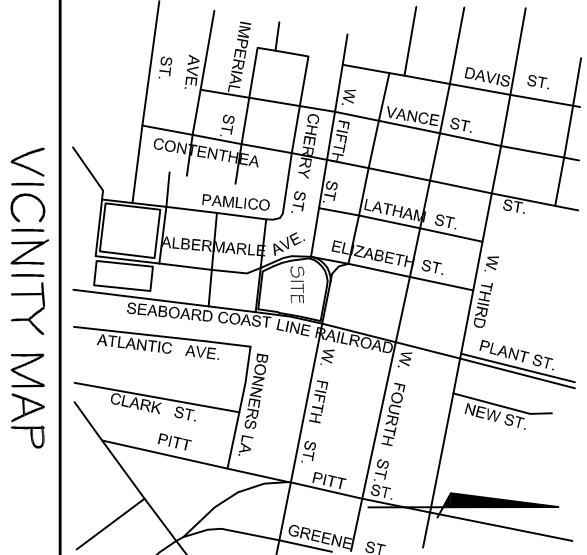 VICINITY MAP
IMPERIAL ST.
AVE.
ST.
DAVIS ST.
VANCE ST.
W. FIFTH ST.
CHERRY ST.
CONTENTHEA ST.
PAMLICO
LATHAM ST.
ALBERMARLE AVE.
ELIZABETH ST.
SITE
W. THIRD
SEABOARD COAST LINE RAILROAD
PLANT ST.
ATLANTIC AVE.
BONNERS LA.
W. FIFTH ST.
W. FOURTH ST.
CLARK ST.
NEW ST.
PITT
PITT ST.
GREENE ST